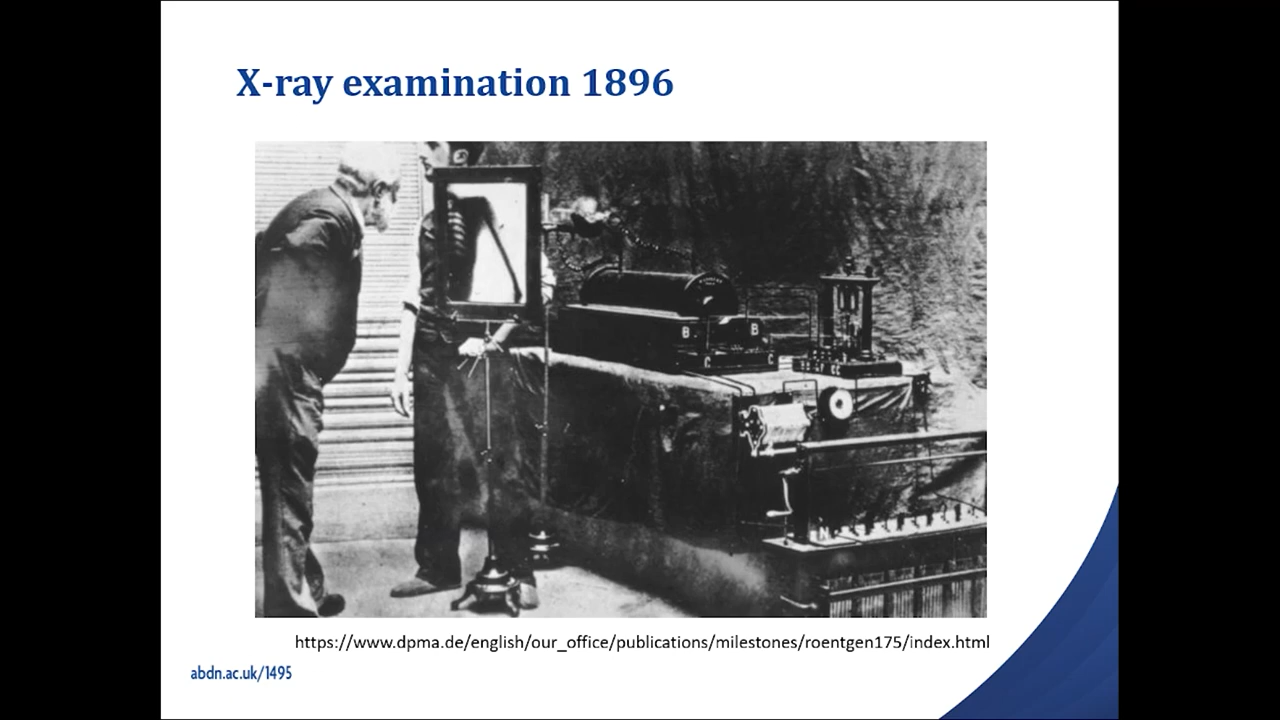 X-ray examination 1896
B
B
C
C
N
https://www.dpma.de/english/our_office/publications/milestones/roentgen175/index.html
abdn.ac.uk/1495